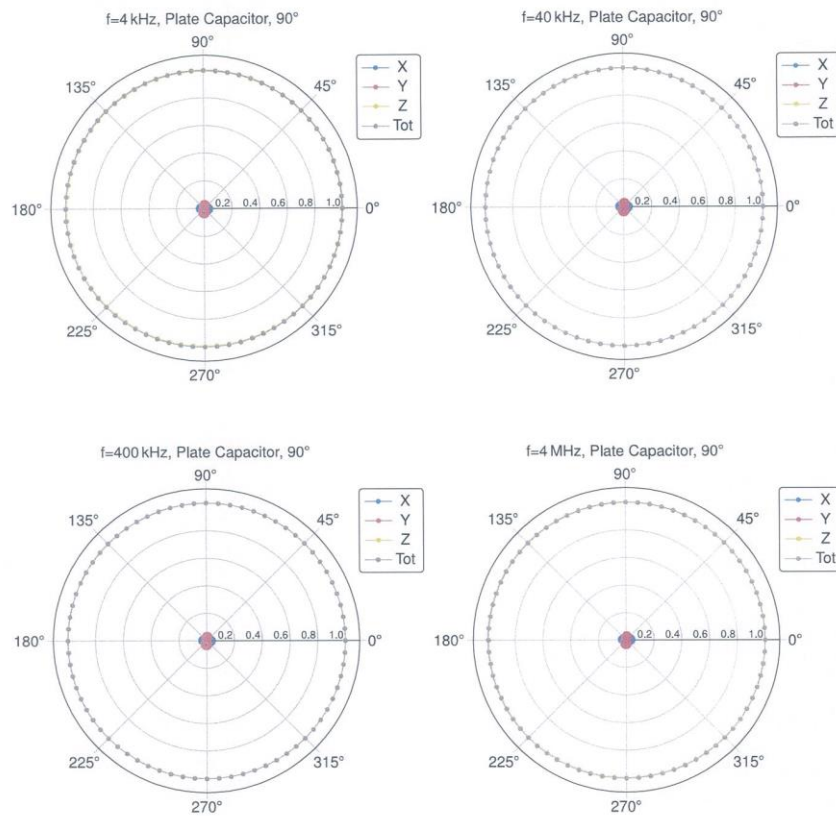 f=4 kHz, Plate Capacitor, 90°
90°
135°
45°
180°
0.2 0.4 0.6 0.8 1.0
0°
225°
315°
270°
X
Y
Z
Tot
f=40 kHz, Plate Capacitor, 90°
90°
135°
45°
180°
0.2 0.4 0.6 0.8 1.0
0°
225°
315°
270°
X
Y
Z
Tot
f=400 kHz, Plate Capacitor, 90°
90°
135°
45°
180°
0.2 0.4 0.6 0.8 1.0
0°
225°
315°
270°
X
Y
Z
Tot
f=4 MHz, Plate Capacitor, 90°
90°
135°
45°
180°
0.2 0.4 0.6 0.8 1.0
0°
225°
315°
270°
X
Y
Z
Tot